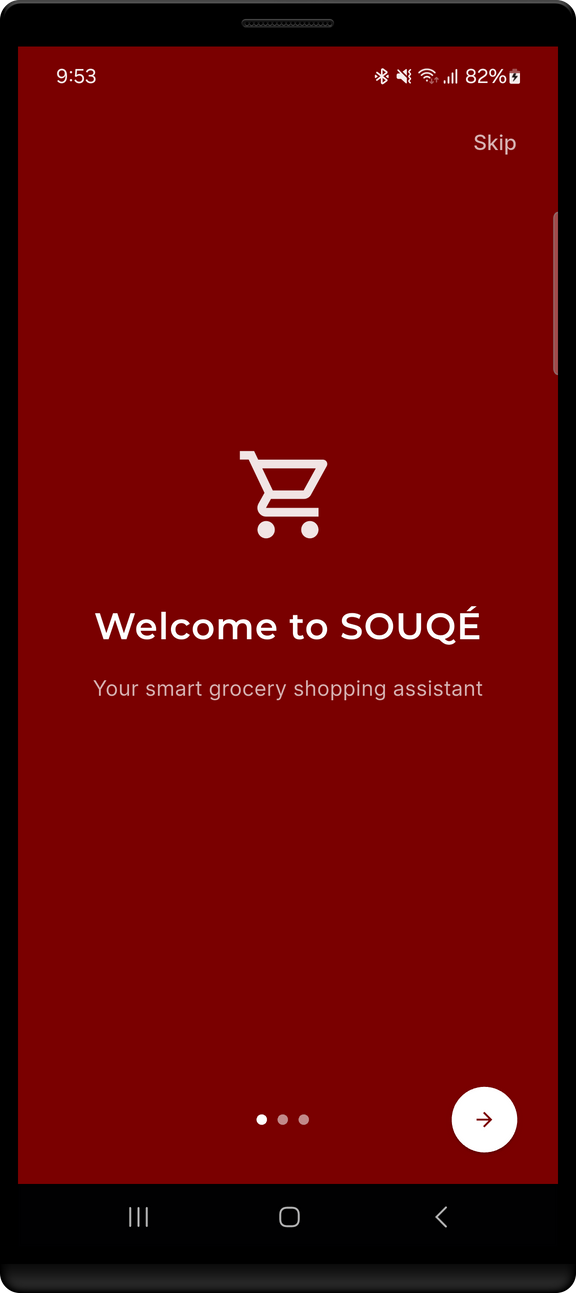 9:53 82%
Skip
Welcome to SOUQÉ
Your smart grocery shopping assistant